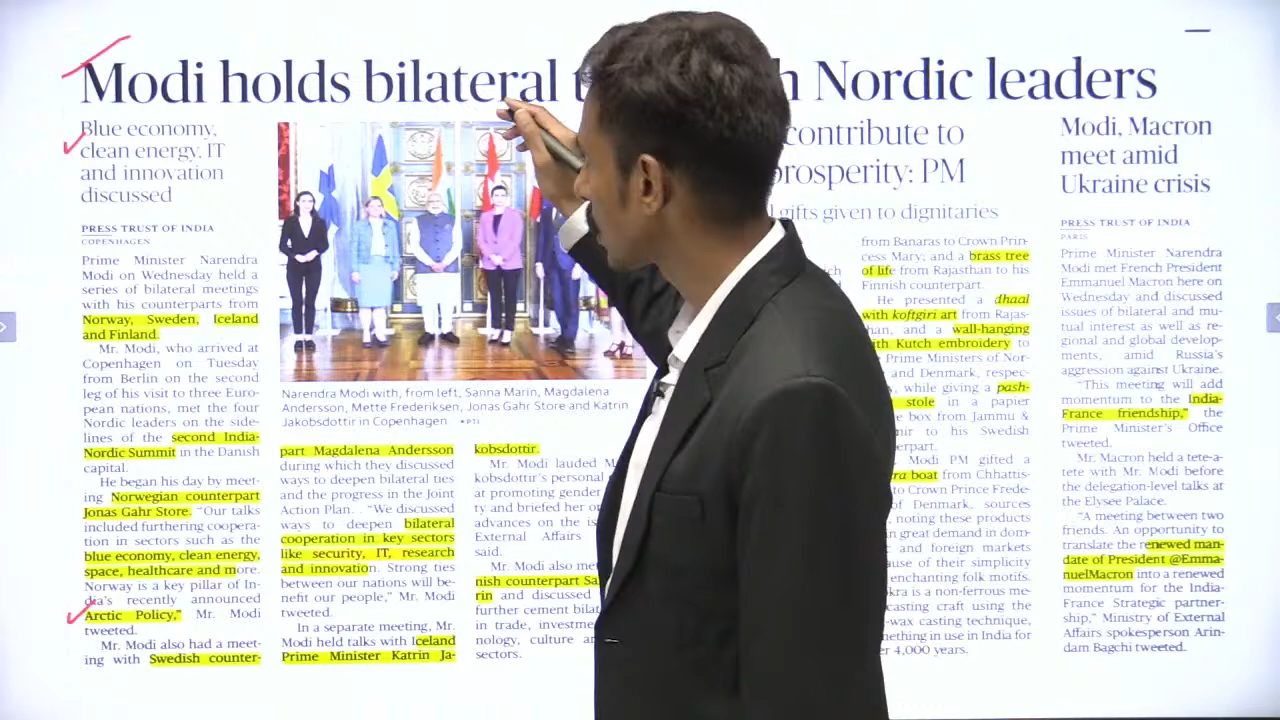 Modi holds bilateral Nordic leaders
Blue economy,
clean energy, IT
and innovation
discussed
PRESS TRUST OF INDIA
COPENHAGEN
Prime Minister Narendra
Modi on Wednesday held a
series of bilateral meetings
with his counterparts from
Norway, Sweden, Iceland
and Finland.
Mr. Modi, who arrived at
Copenhagen on Tuesday
from Berlin on the second
leg of his visit to three Euro-
pean nations, met the four
Nordic leaders on the side-
lines of the second India-
Nordic Summit in the Danish
capital.
He began his day by meet-
ing Norwegian counterpart
Jonas Gahr Store. “Our talks
included furthering coopera-
tion in sectors such as the
blue economy, clean energy,
space, healthcare and more.
Norway is a key pillar of In-
dia’s recently announced
Arctic Policy,” Mr. Modi
tweeted.
Mr. Modi also had a meet-
ing with Swedish counter-
Narendra Modi with, from left, Sanna Marin, Magdalena
Andersson, Mette Frederiksen, Jonas Gahr Store and Katrin
Jakobsdottir in Copenhagen •PTI
part Magdalena Andersson
during which they discussed
ways to deepen bilateral ties
and the progress in the Joint
Action Plan. . “We discussed
ways to deepen bilateral
cooperation in key sectors
like security, IT, research
and innovation. Strong ties
between our nations will be-
nefit our people,” Mr. Modi
tweeted.
In a separate meeting, Mr.
Modi held talks with Iceland
Prime Minister Katrin Ja-
kobsdottir.
Mr. Modi lauded
kobsdottir’s personal
at promoting gender
ty and briefed her on
advances on the
External Affairs
said.
Mr. Modi also met
nish counterpart
rin and discussed
further cement
in trade,
nology, culture
sectors.
contribute to
prosperity: PM
gifts given to dignitaries
from Banaras to Crown Prin-
cess Mary; and a brass tree
of life from Rajasthan to his
Finnish counterpart.
He presented a dhaal
with koftgiri art from Rajas-
than, and a wall-hanging
with Kutch embroidery to
Prime Ministers of Nor-
and Denmark, respec-
while giving a pash-
stole in a papier
box from Jammu &
to his Swedish
Modi PM gifted a
boat from Chhattis-
to Crown Prince Frede-
of Denmark, sources
noting these products
in great demand in dom-
and foreign markets
of their simplicity
enchanting folk motifs.
is a non-ferrous me-
casting craft using the
casting technique,
in use in India for
4,000 years.
Modi, Macron
meet amid
Ukraine crisis
PRESS TRUST OF INDIA
PARIS
Prime Minister Narendra
Modi met French President
Emmanuel Macron here on
Wednesday and discussed
issues of bilateral and mu-
tual interest as well as re-
gional and global develop-
ments, amid Russia’s
aggression against Ukraine.
“This meeting will add
momentum to the India-
France friendship,” the
Prime Minister’s Office
tweeted.
Mr. Macron held a tete-a-
tete with Mr. Modi before
the delegation-level talks at
the Elysee Palace.
“A meeting between two
friends. An opportunity to
translate the renewed man-
date of President @Emma-
nuelMacron into a renewed
momentum for the India-
France Strategic partner-
ship,” Ministry of External
Affairs spokesperson Arin-
dam Bagchi tweeted.